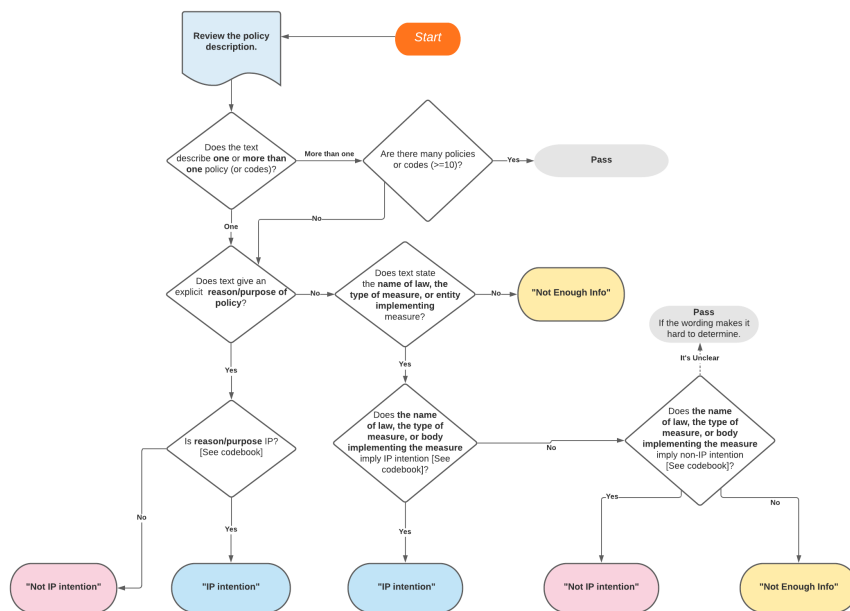 Start
Review the policy
description.
Does the text
describe one or more than
one policy (or codes)?
More than one
Are there many policies
or codes (>=10)?
Yes
Pass
One
No
Does text give an
explicit reason/purpose of
policy?
No
Does text state
the name of law, the
type of measure, or entity
implementing
measure?
No
"Not Enough Info"
Pass
If the wording makes it
hard to determine.
It's Unclear
Yes
Yes
Is reason/purpose IP?
[See codebook]
Does the name
of law, the type of
measure, or body
implementing the measure
imply IP intention [See
codebook]?
No
Does the name
of law, the type of
measure, or body
implementing the measure
imply non-IP intention
[See codebook]?
No
Yes
Yes
Yes
No
"Not IP intention"
"IP intention"
"IP intention"
"Not IP intention"
"Not Enough Info"